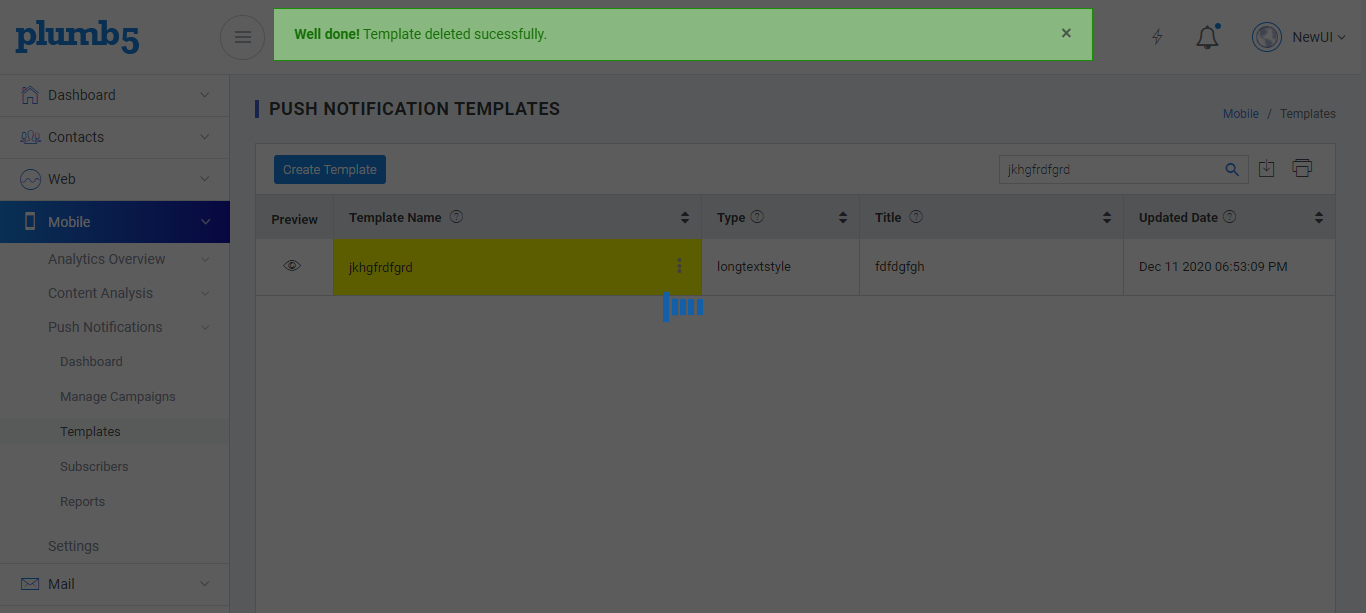 plumb5
Well done! Template deleted sucessfully. ×
NewUI
Dashboard
Contacts
Web
Mobile
Analytics Overview
Content Analysis
Push Notifications
Dashboard
Manage Campaigns
Templates
Subscribers
Reports
Settings
Mail
PUSH NOTIFICATION TEMPLATES
Mobile / Templates
Create Template
jkhgfrdfgrd
Preview Template Name ? Type ? Title ? Updated Date ?
jkhgfrdfgrd longtextstyle fdfdgfgh Dec 11 2020 06:53:09 PM